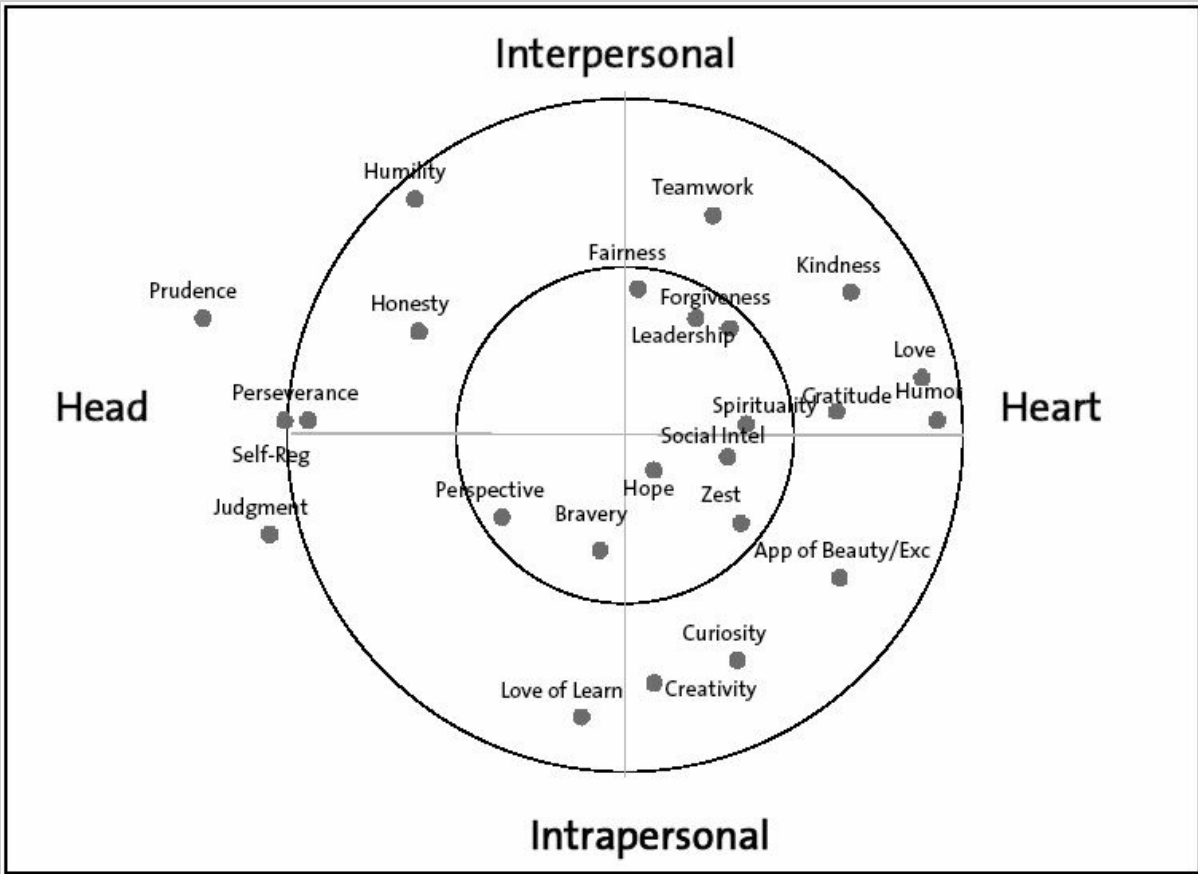 Interpersonal
Humility
Teamwork
Fairness
Kindness
Prudence
Honesty
Forgiveness
Leadership
Love
Perseverance
Gratitude
Humor
Head
Heart
Spirituality
Social Intel
Self-Reg
Hope
Perspective
Zest
Judgment
Bravery
App of Beauty/Exc
Curiosity
Love of Learn
Creativity
Intrapersonal